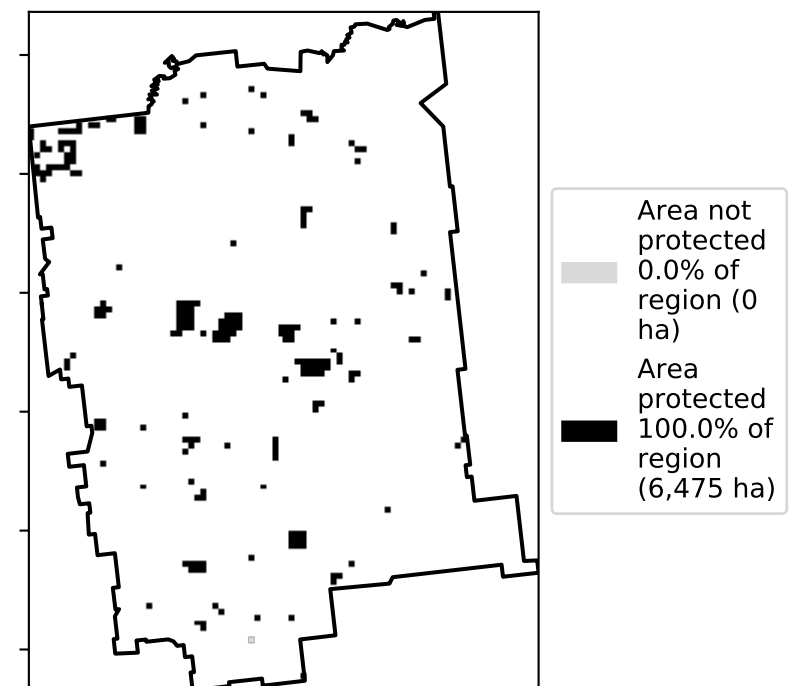 Area not
protected
0.0% of
region (0
ha)
Area
protected
100.0% of
region
(6,475 ha)